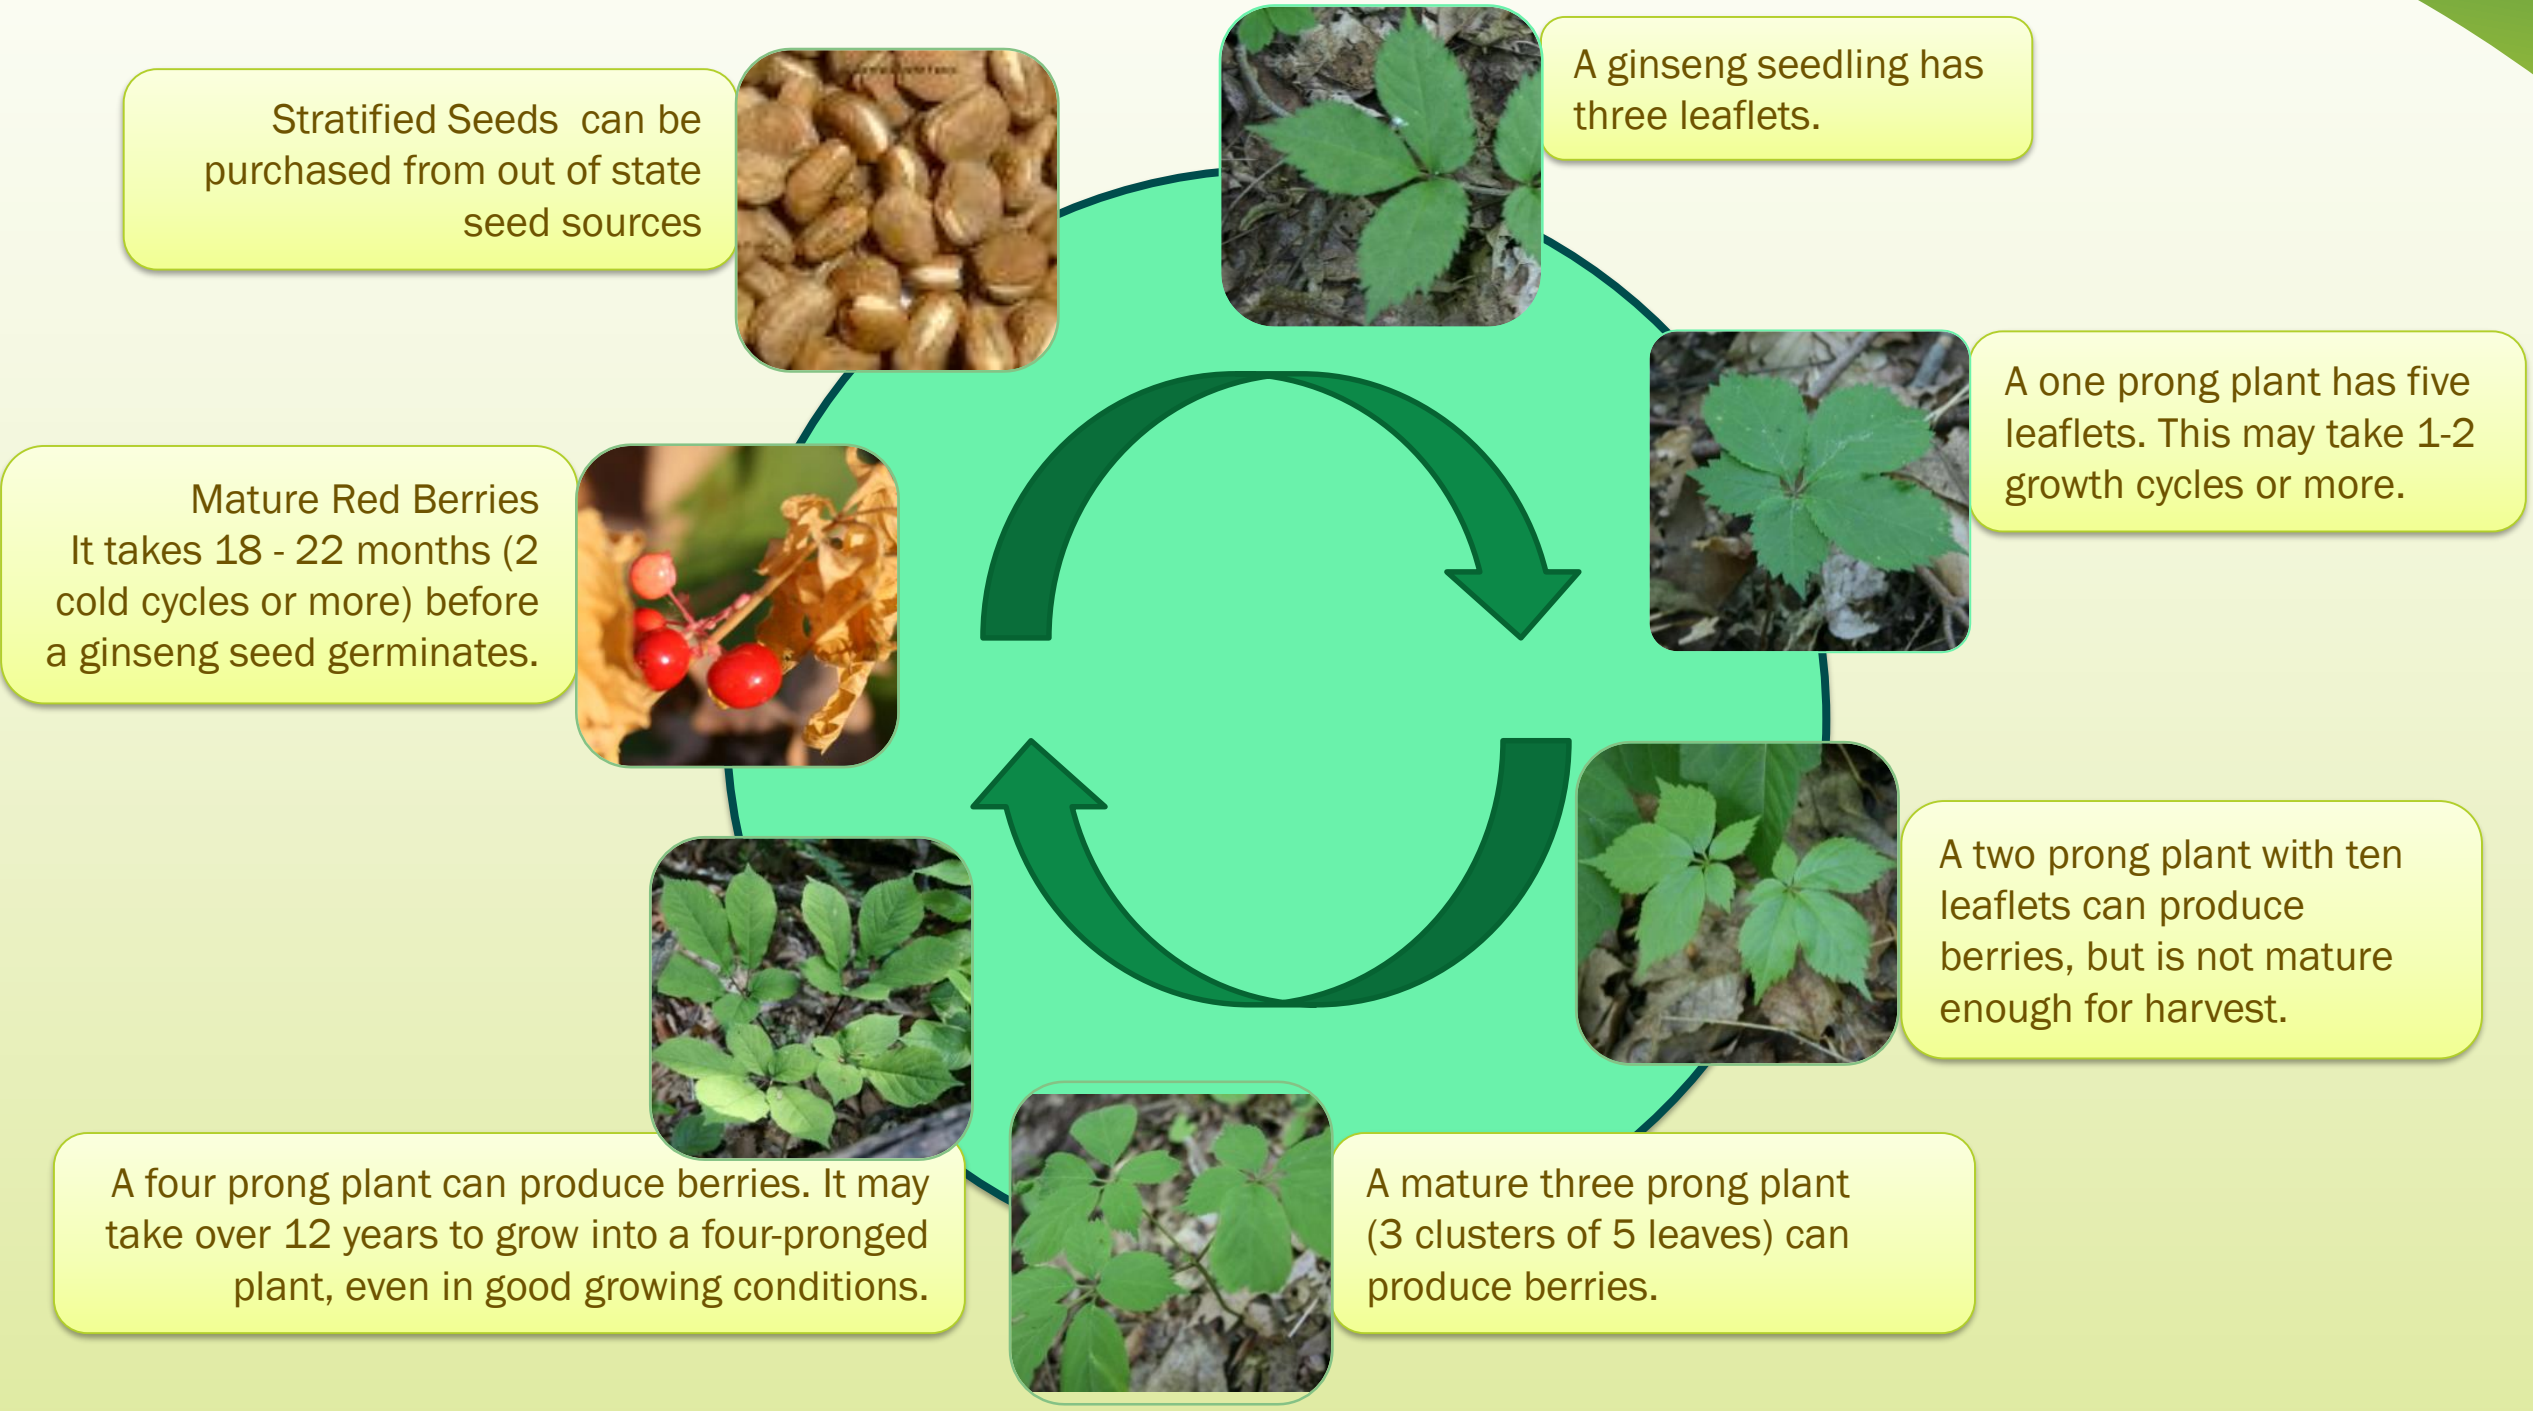 Stratified Seeds can be
purchased from out of state
seed sources
A ginseng seedling has
three leaflets.
A one prong plant has five
leaflets. This may take 1-2
growth cycles or more.
A two prong plant with ten
leaflets can produce
berries, but is not mature
enough for harvest.
A mature three prong plant
(3 clusters of 5 leaves) can
produce berries.
A four prong plant can produce berries. It may
take over 12 years to grow into a four-pronged
plant, even in good growing conditions.
Mature Red Berries
It takes 18 - 22 months (2
cold cycles or more) before
a ginseng seed germinates.